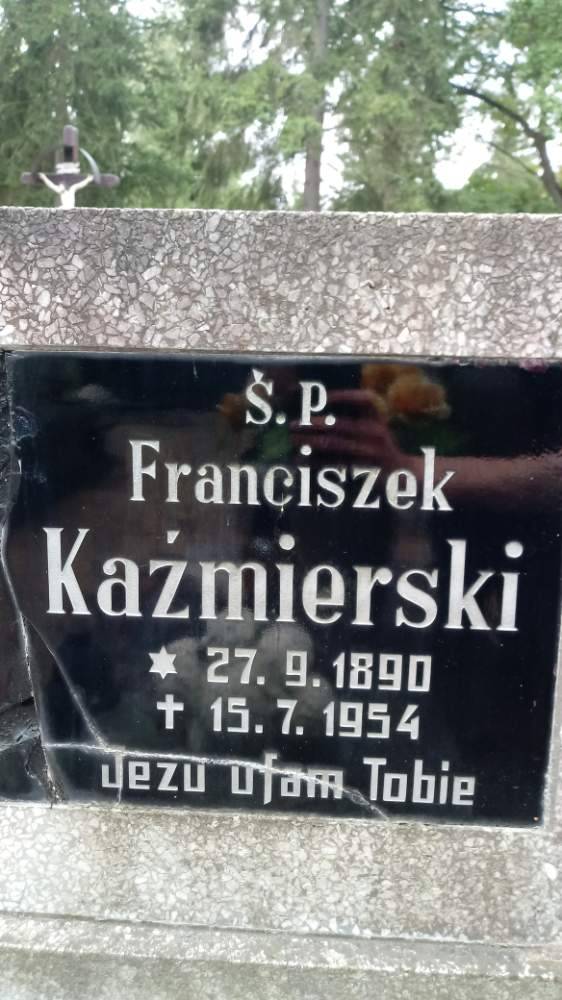 Ś. P.
Franciszek
Kaźmierski
✶ 27. 9. 1890
✝ 15. 7. 1954
Jezu ufam Tobie